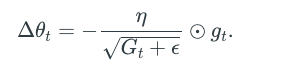 Δθ_t = − η / √(G_t + ϵ) ⊙ g_t.